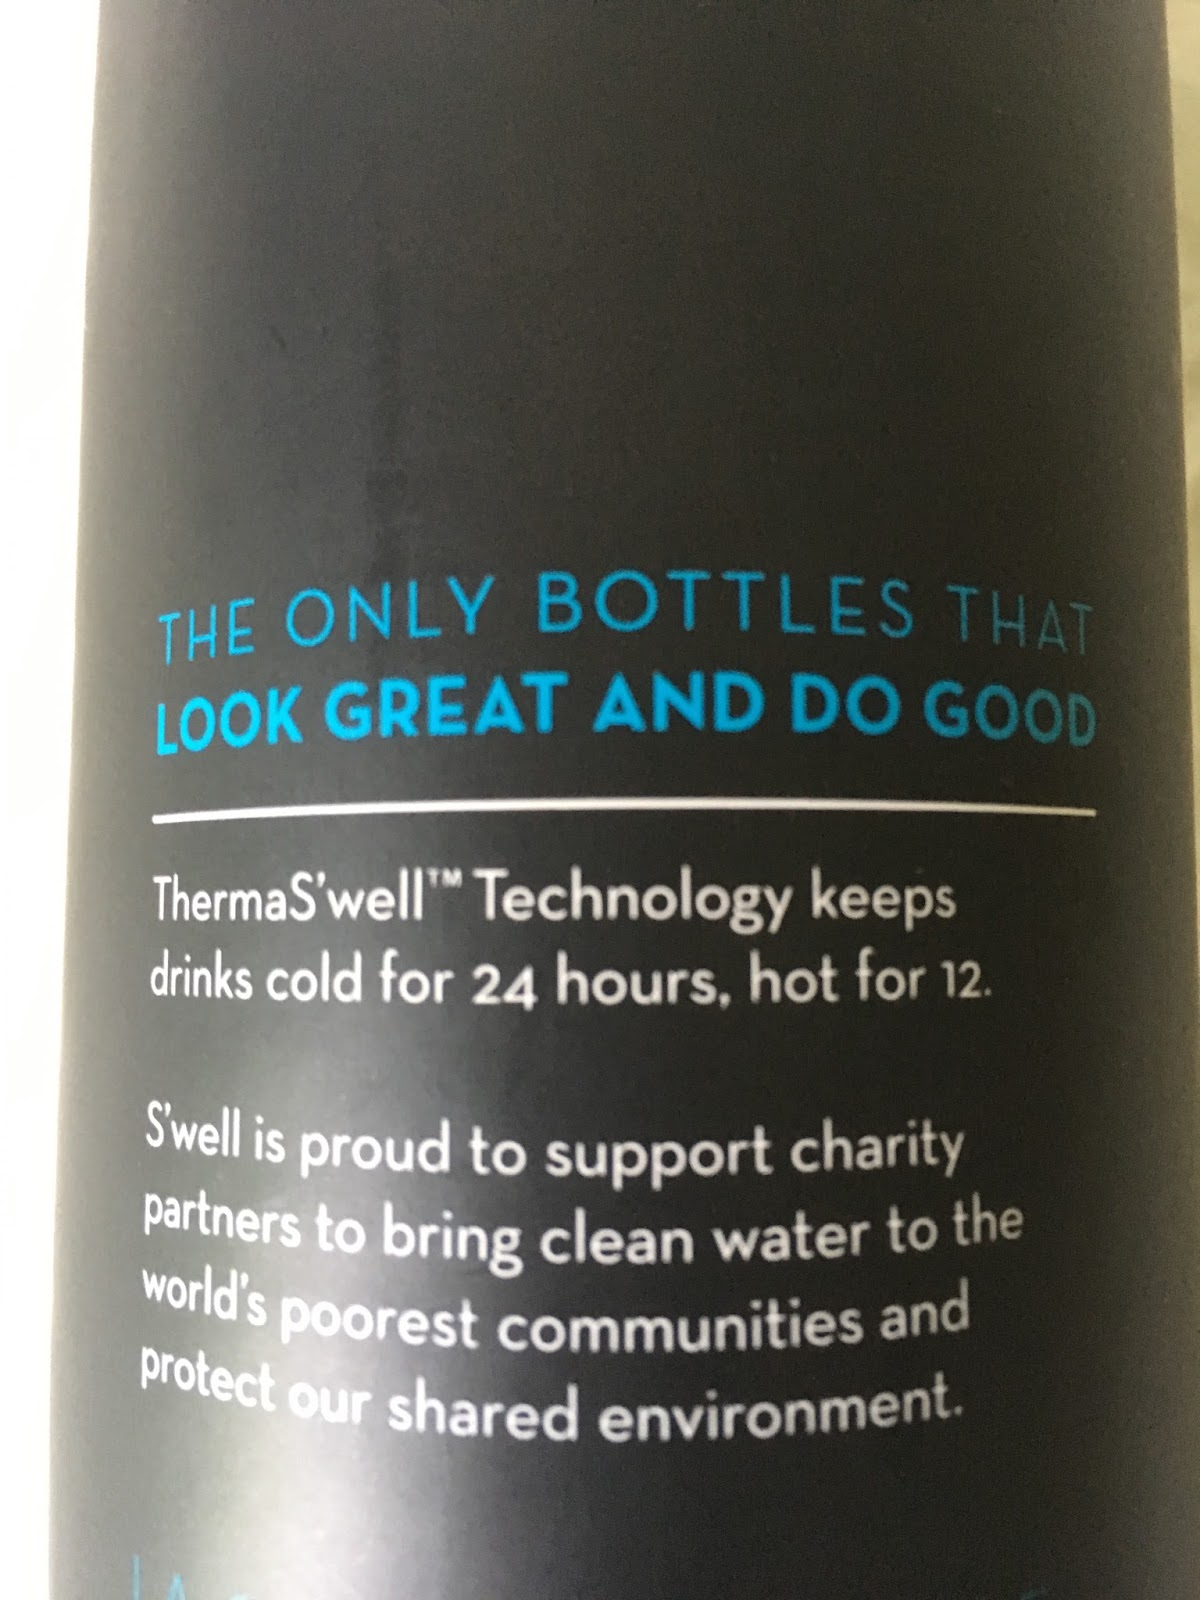 THE ONLY BOTTLES THAT
LOOK GREAT AND DO GOOD
ThermaS'well™ Technology keeps
drinks cold for 24 hours, hot for 12.
S'well is proud to support charity
partners to bring clean water to the
world's poorest communities and
protect our shared environment.